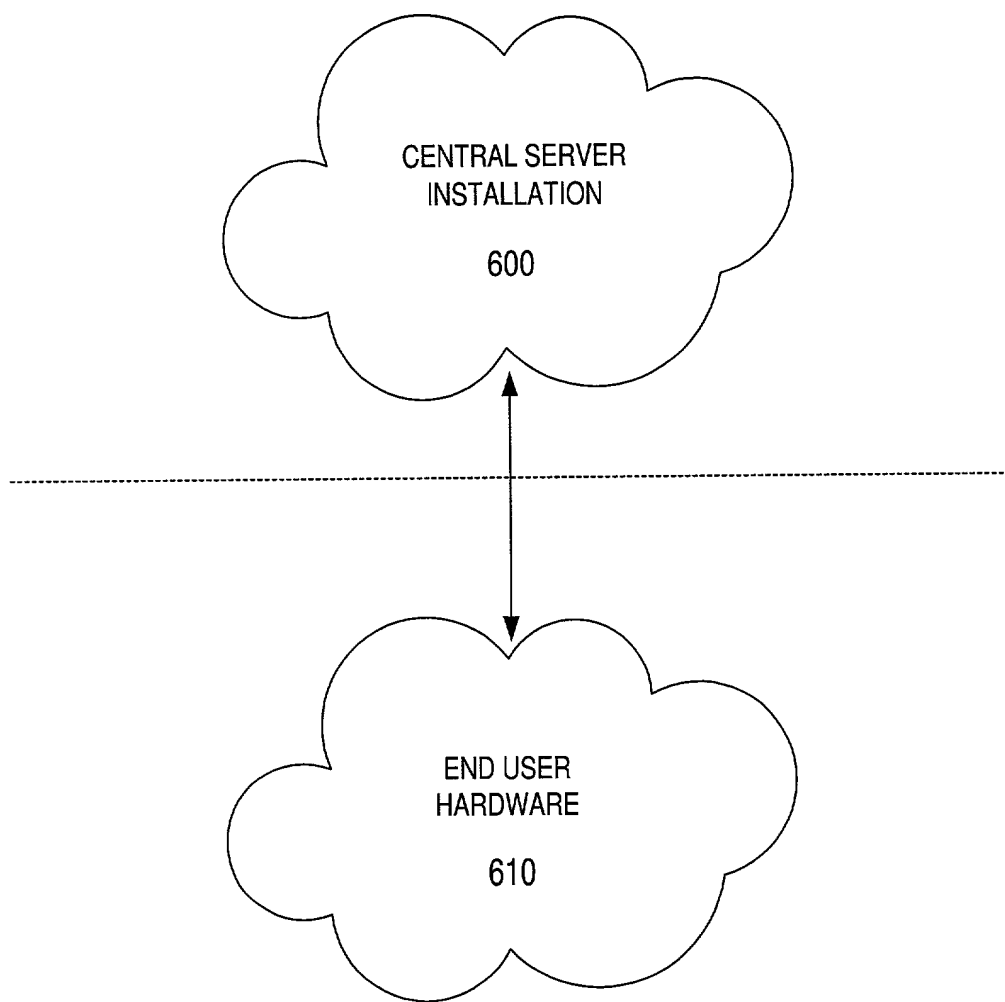 CENTRAL SERVER
INSTALLATION
600
END USER
HARDWARE
610